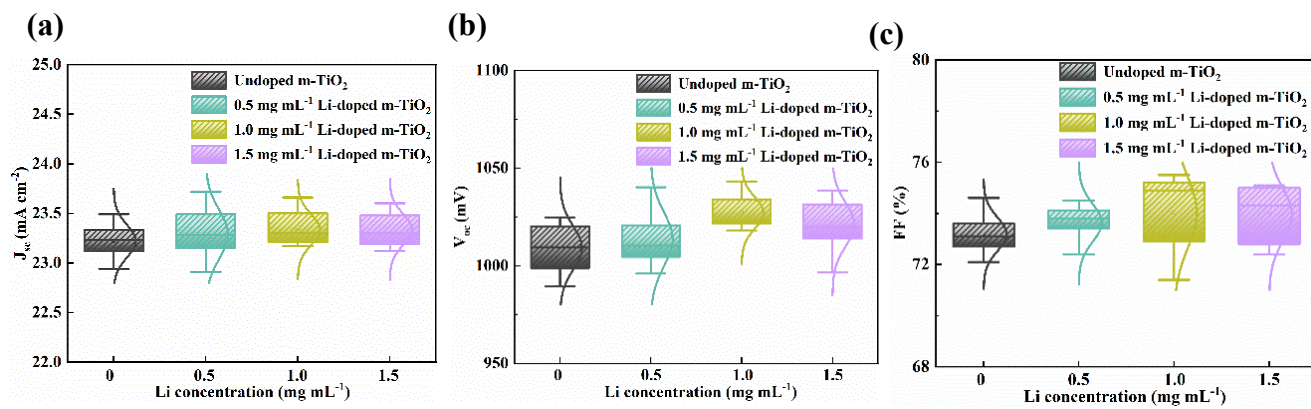 (a)
25.0
24.5
24.0
23.5
23.0
22.5
22.0
J_sc (mA cm⁻²)
Undoped m-TiO₂
0.5 mg mL⁻¹ Li-doped m-TiO₂
1.0 mg mL⁻¹ Li-doped m-TiO₂
1.5 mg mL⁻¹ Li-doped m-TiO₂
0 0.5 1.0 1.5
Li concentration (mg mL⁻¹)
(b)
1100
1050
1000
950
V_oc (mV)
Undoped m-TiO₂
0.5 mg mL⁻¹ Li-doped m-TiO₂
1.0 mg mL⁻¹ Li-doped m-TiO₂
1.5 mg mL⁻¹ Li-doped m-TiO₂
0 0.5 1.0 1.5
Li concentration (mg mL⁻¹)
(c)
80
76
72
68
FF (%)
Undoped m-TiO₂
0.5 mg mL⁻¹ Li-doped m-TiO₂
1.0 mg mL⁻¹ Li-doped m-TiO₂
1.5 mg mL⁻¹ Li-doped m-TiO₂
0 0.5 1.0 1.5
Li concentration (mg mL⁻¹)